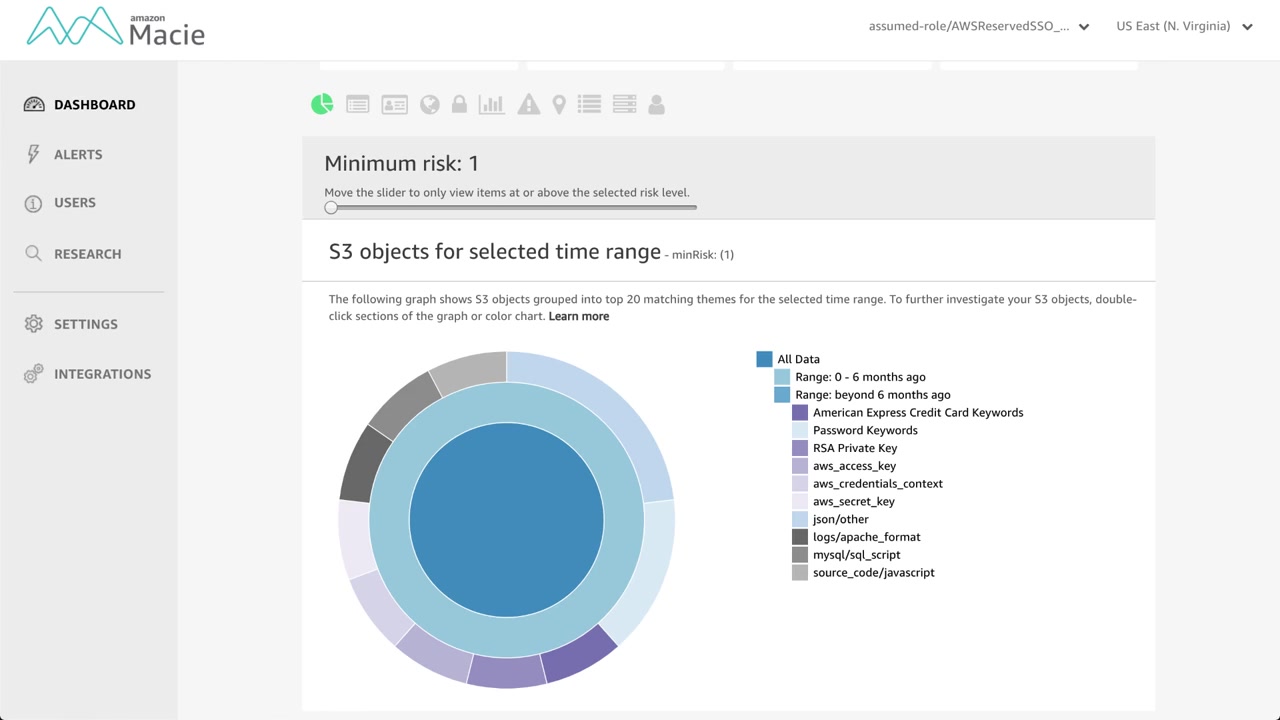 amazon
Macie
assumed-role/AWSReservedSSO_...
US East (N. Virginia)
DASHBOARD
ALERTS
USERS
RESEARCH
SETTINGS
INTEGRATIONS
Minimum risk: 1
Move the slider to only view items at or above the selected risk level.
S3 objects for selected time range - minRisk: (1)
The following graph shows S3 objects grouped into top 20 matching themes for the selected time range. To further investigate your S3 objects, double-
click sections of the graph or color chart. Learn more
All Data
Range: 0 - 6 months ago
Range: beyond 6 months ago
American Express Credit Card Keywords
Password Keywords
RSA Private Key
aws_access_key
aws_credentials_context
aws_secret_key
json/other
logs/apache_format
mysql/sql_script
source_code/javascript